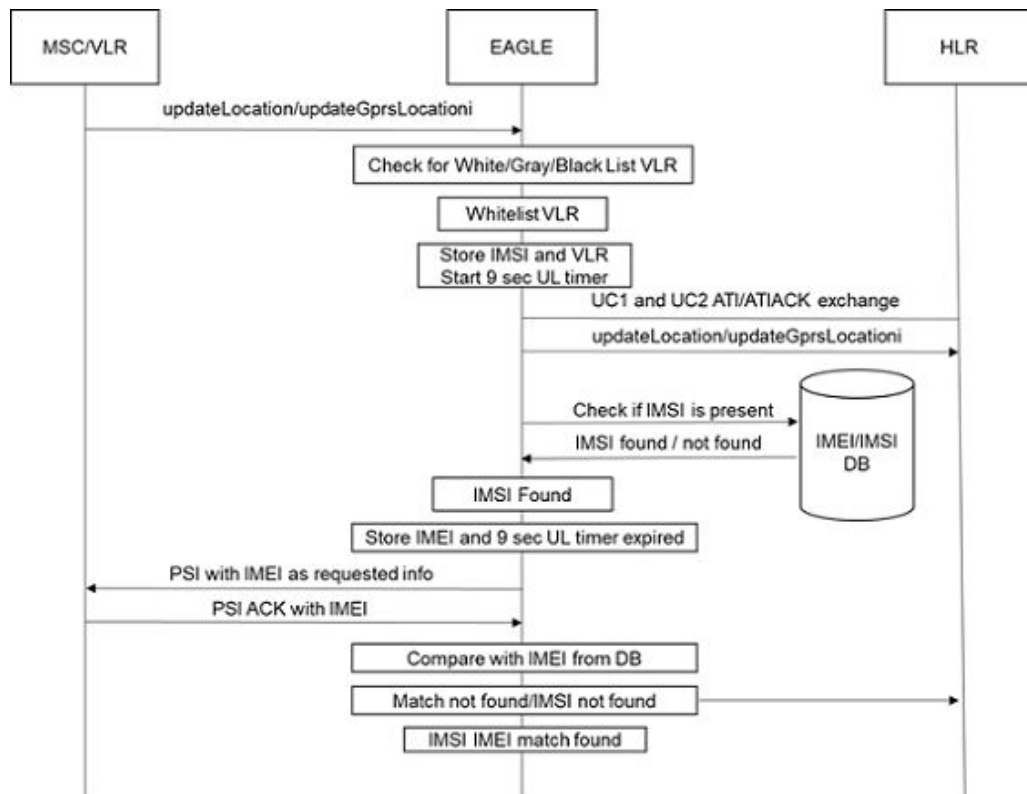 MSC/VLR
EAGLE
HLR
updateLocation/updateGprsLocationi
Check for White/Gray/Black List VLR
Whitelist VLR
Store IMSI and VLR
Start 9 sec UL timer
UC1 and UC2 ATI/ATIACK exchange
updateLocation/updateGprsLocationi
Check if IMSI is present
IMSI found / not found
IMEI/IMSI
DB
IMSI Found
Store IMEI and 9 sec UL timer expired
PSI with IMEI as requested info
PSI ACK with IMEI
Compare with IMEI from DB
Match not found/IMSI not found
IMSI IMEI match found